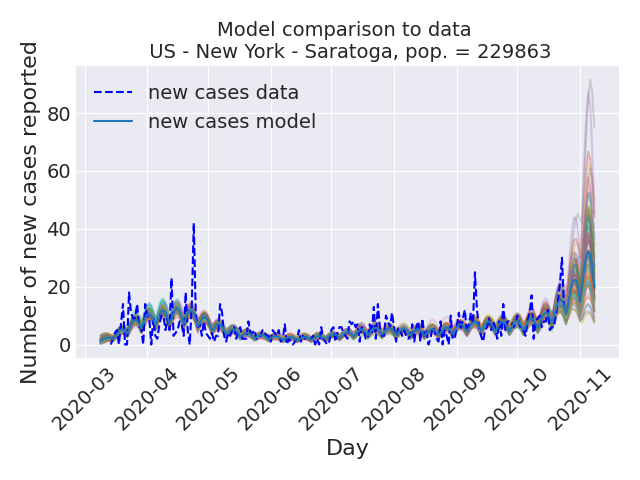 Model comparison to data
US - New York - Saratoga, pop. = 229863
Number of new cases reported
80
60
40
20
0
new cases data
new cases model
2020-03
2020-04
2020-05
2020-06
2020-07
2020-08
2020-09
2020-10
2020-11
Day